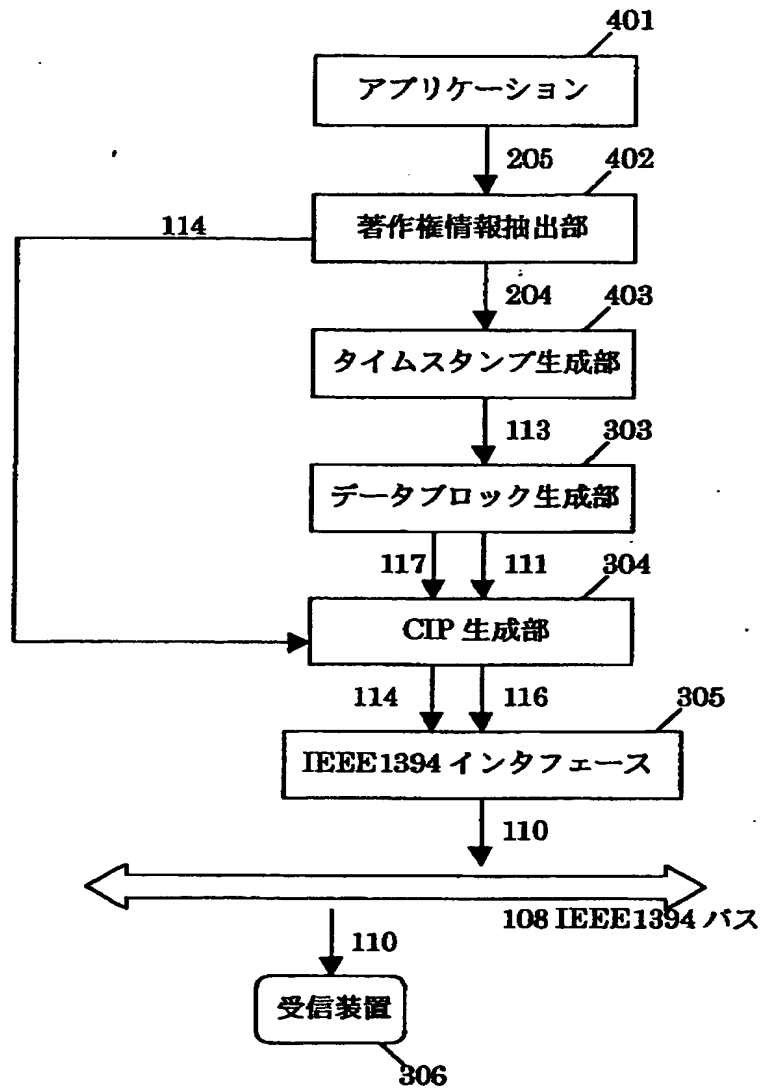 401
アプリケーション
205
402
114
著作権情報抽出部
204
403
タイムスタンプ生成部
113
303
データブロック生成部
117
111
304
CIP 生成部
114
116
305
IEEE1394 インタフェース
110
108 IEEE1394 バス
110
受信装置
306